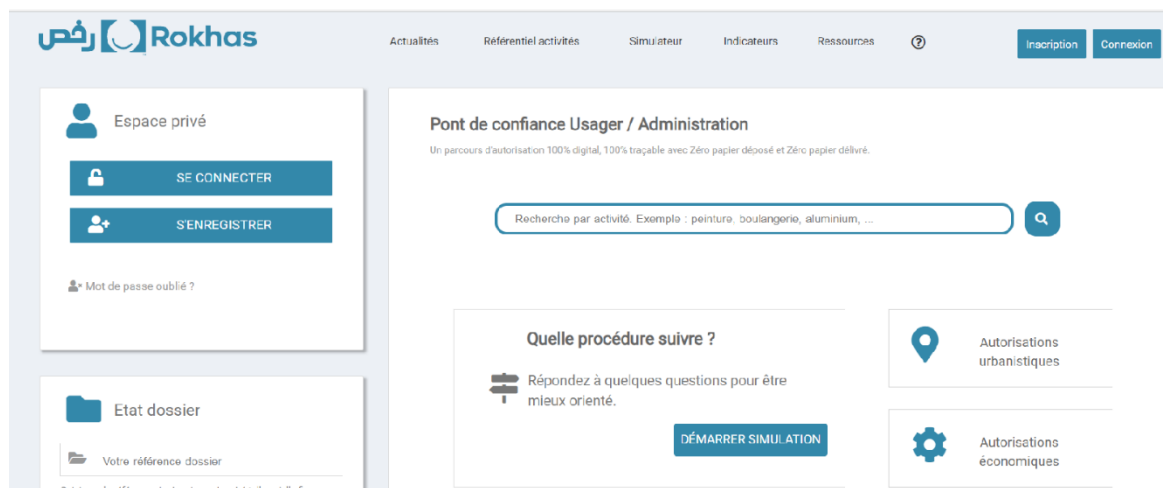 رخص Rokhas
Actualités Référentiel activités Simulateur Indicateurs Ressources ?
Inscription Connexion
Espace privé
SE CONNECTER
S'ENREGISTRER
Mot de passe oublié ?
Etat dossier
Votre référence dossier
Pont de confiance Usager / Administration
Un parcours d'autorisation 100% digital, 100% traçable avec Zéro papier déposé et Zéro papier délivré.
Recherche par activité. Exemple : peinture, boulangerie, aluminium, ...
Quelle procédure suivre ?
Répondez à quelques questions pour être
mieux orienté.
DÉMARRER SIMULATION
Autorisations
urbanistiques
Autorisations
économiques